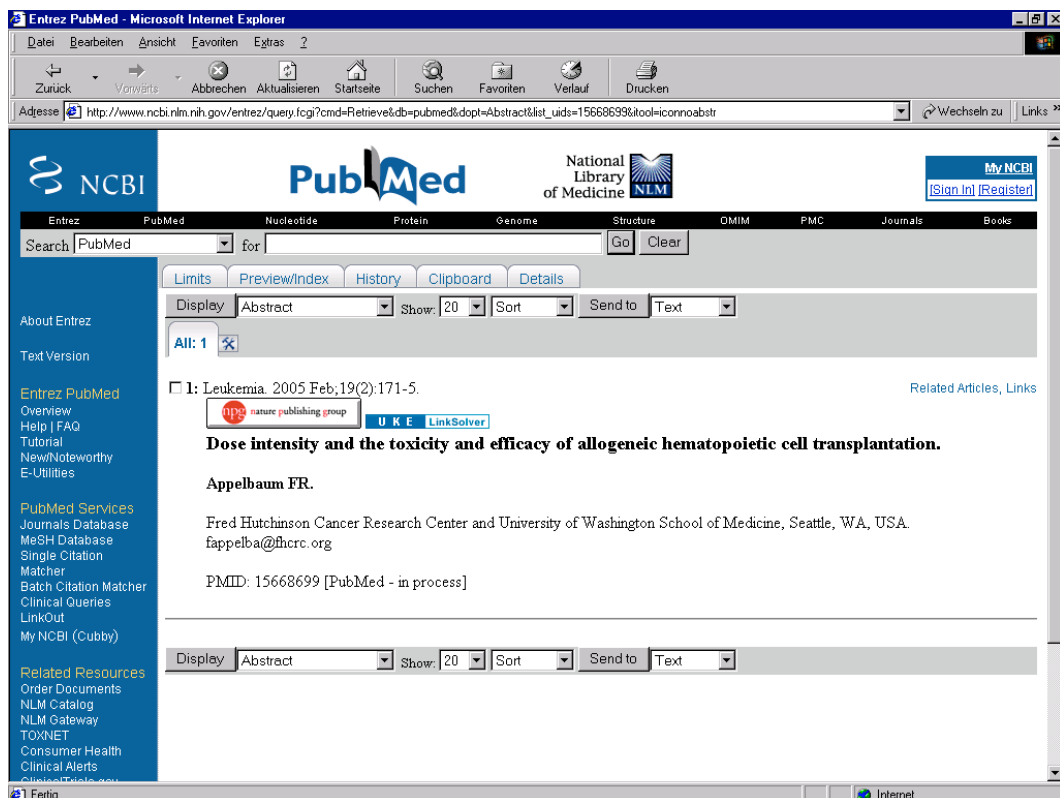 Entrez PubMed - Microsoft Internet Explorer
Datei Bearbeiten Ansicht Favoriten Extras ?
Zurück Vorwärts Abbrechen Aktualisieren Startseite Suchen Favoriten Verlauf Drucken
Adresse http://www.ncbi.nlm.nih.gov/entrez/query.fcgi?cmd=Retrieve&db=pubmed&dopt=Abstract&list_uids=15668699&itool=iconnoabstr Wechseln zu Links »
NCBI
PubMed
National
Library
of Medicine NLM
My NCBI
[Sign In] [Register]
Entrez PubMed Nucleotide Protein Genome Structure OMIM PMC Journals Books
Search PubMed for Go Clear
Limits Preview/Index History Clipboard Details
Display Abstract Show: 20 Sort Send to Text
All: 1
About Entrez
Text Version
Entrez PubMed
Overview
Help | FAQ
Tutorial
New/Noteworthy
E-Utilities
PubMed Services
Journals Database
MeSH Database
Single Citation
Matcher
Batch Citation Matcher
Clinical Queries
LinkOut
My NCBI (Cubby)
Related Resources
Order Documents
NLM Catalog
NLM Gateway
TOXNET
Consumer Health
Clinical Alerts
ClinicalTrials.gov
1: Leukemia. 2005 Feb;19(2):171-5.
Related Articles, Links
npg nature publishing group
UKE LinkSolver
Dose intensity and the toxicity and efficacy of allogeneic hematopoietic cell transplantation.
Appelbaum FR.
Fred Hutchinson Cancer Research Center and University of Washington School of Medicine, Seattle, WA, USA.
fappelba@fhcrc.org
PMID: 15668699 [PubMed - in process]
Display Abstract Show: 20 Sort Send to Text
Fertig Internet